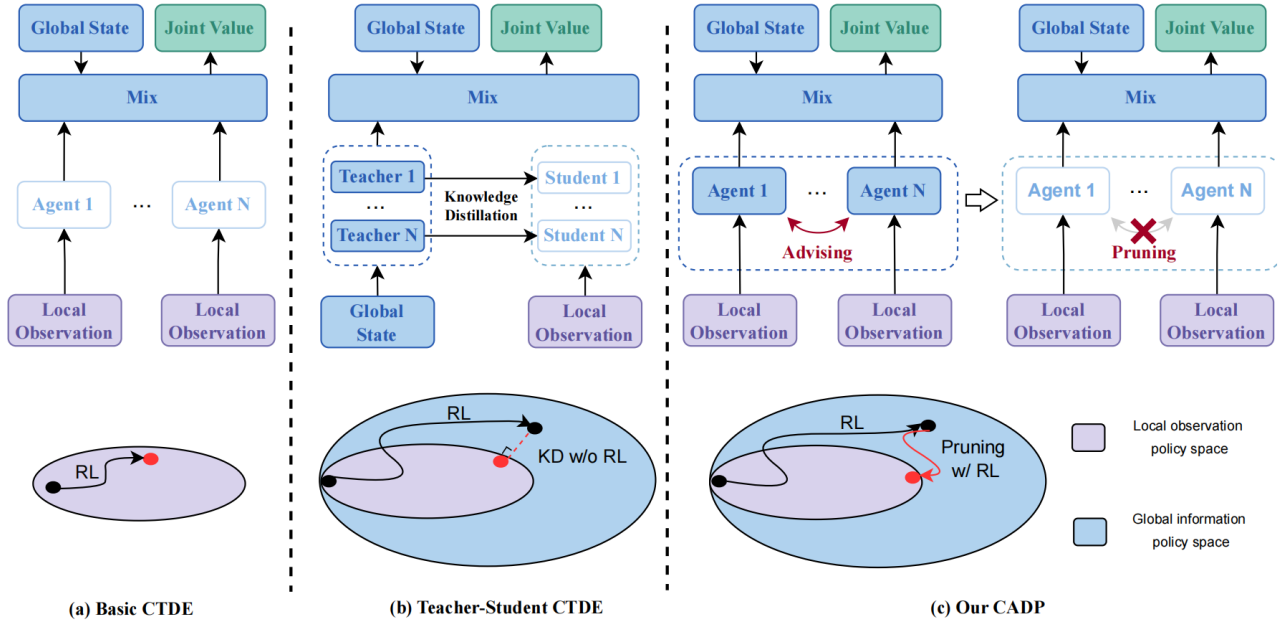 Global State
Joint Value
Mix
Agent 1
...
Agent N
Local
Observation
Local
Observation
RL
(a) Basic CTDE
Global State
Joint Value
Mix
Teacher 1
...
Teacher N
Knowledge
Distillation
Student 1
...
Student N
Global
State
Local
Observation
RL
KD w/o RL
(b) Teacher-Student CTDE
Global State
Joint Value
Mix
Agent 1
...
Agent N
Advising
Local
Observation
Local
Observation
Global State
Joint Value
Mix
Agent 1
...
Agent N
Pruning
Local
Observation
Local
Observation
RL
Pruning
w/ RL
Local observation
policy space
Global information
policy space
(c) Our CADP